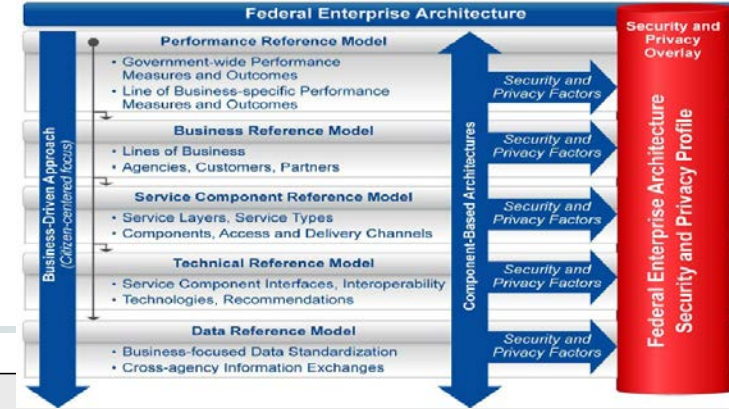 Federal Enterprise Architecture
Security and
Privacy
Overlay
Performance Reference Model
• Government-wide Performance
Measures and Outcomes
• Line of Business-specific Performance
Measures and Outcomes
Security and
Privacy Factors
Business Reference Model
• Lines of Business
• Agencies, Customers, Partners
Security and
Privacy Factors
Service Component Reference Model
• Service Layers, Service Types
• Components, Access and Delivery Channels
Security and
Privacy Factors
Technical Reference Model
• Service Component Interfaces, Interoperability
• Technologies, Recommendations
Security and
Privacy Factors
Data Reference Model
• Business-focused Data Standardization
• Cross-agency Information Exchanges
Security and
Privacy Factors
Business-Driven Approach
(Citizen-centered focus)
Component-Based Architectures
Federal Enterprise Architecture
Security and Privacy Profile